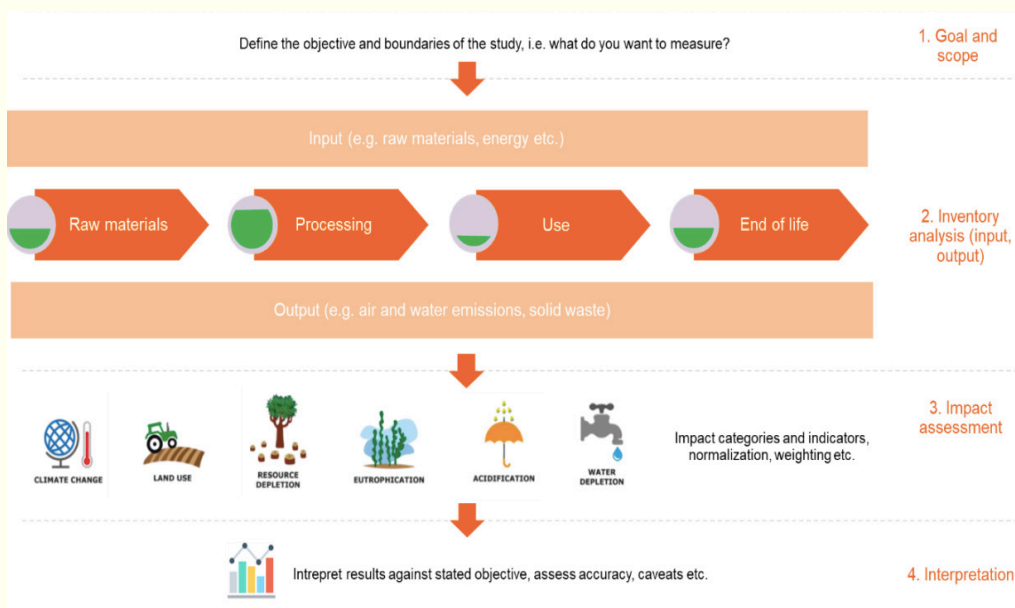 Define the objective and boundaries of the study, i.e. what do you want to measure?
1. Goal and
scope
Input (e.g. raw materials, energy etc.)
Raw materials
Processing
Use
End of life
2. Inventory
analysis (input,
output)
Output (e.g. air and water emissions, solid waste)
CLIMATE CHANGE
LAND USE
RESOURCE
DEPLETION
EUTROPHICATION
ACIDIFICATION
WATER
DEPLETION
Impact categories and indicators,
normalization, weighting etc.
3. Impact
assessment
Intrepret results against stated objective, assess accuracy, caveats etc.
4. Interpretation